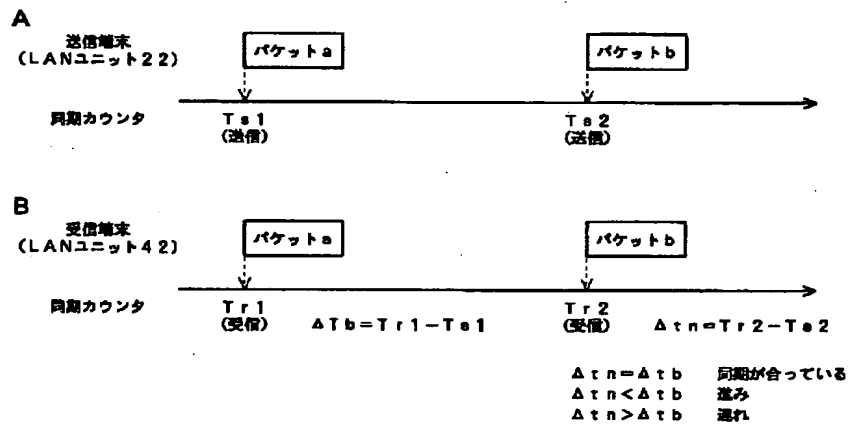 A
送信端末
(LANユニット22)
パケットa
パケットb
同期カウンタ
Ts1
(送信)
Ts2
(送信)
B
受信端末
(LANユニット42)
パケットa
パケットb
同期カウンタ
Tr1
(受信)
ΔTb=Tr1-Ts1
Tr2
(受信)
Δtn=Tr2-Ts2
Δtn=Δtb 同期が合っている
Δtn<Δtb 進み
Δtn>Δtb 遅れ